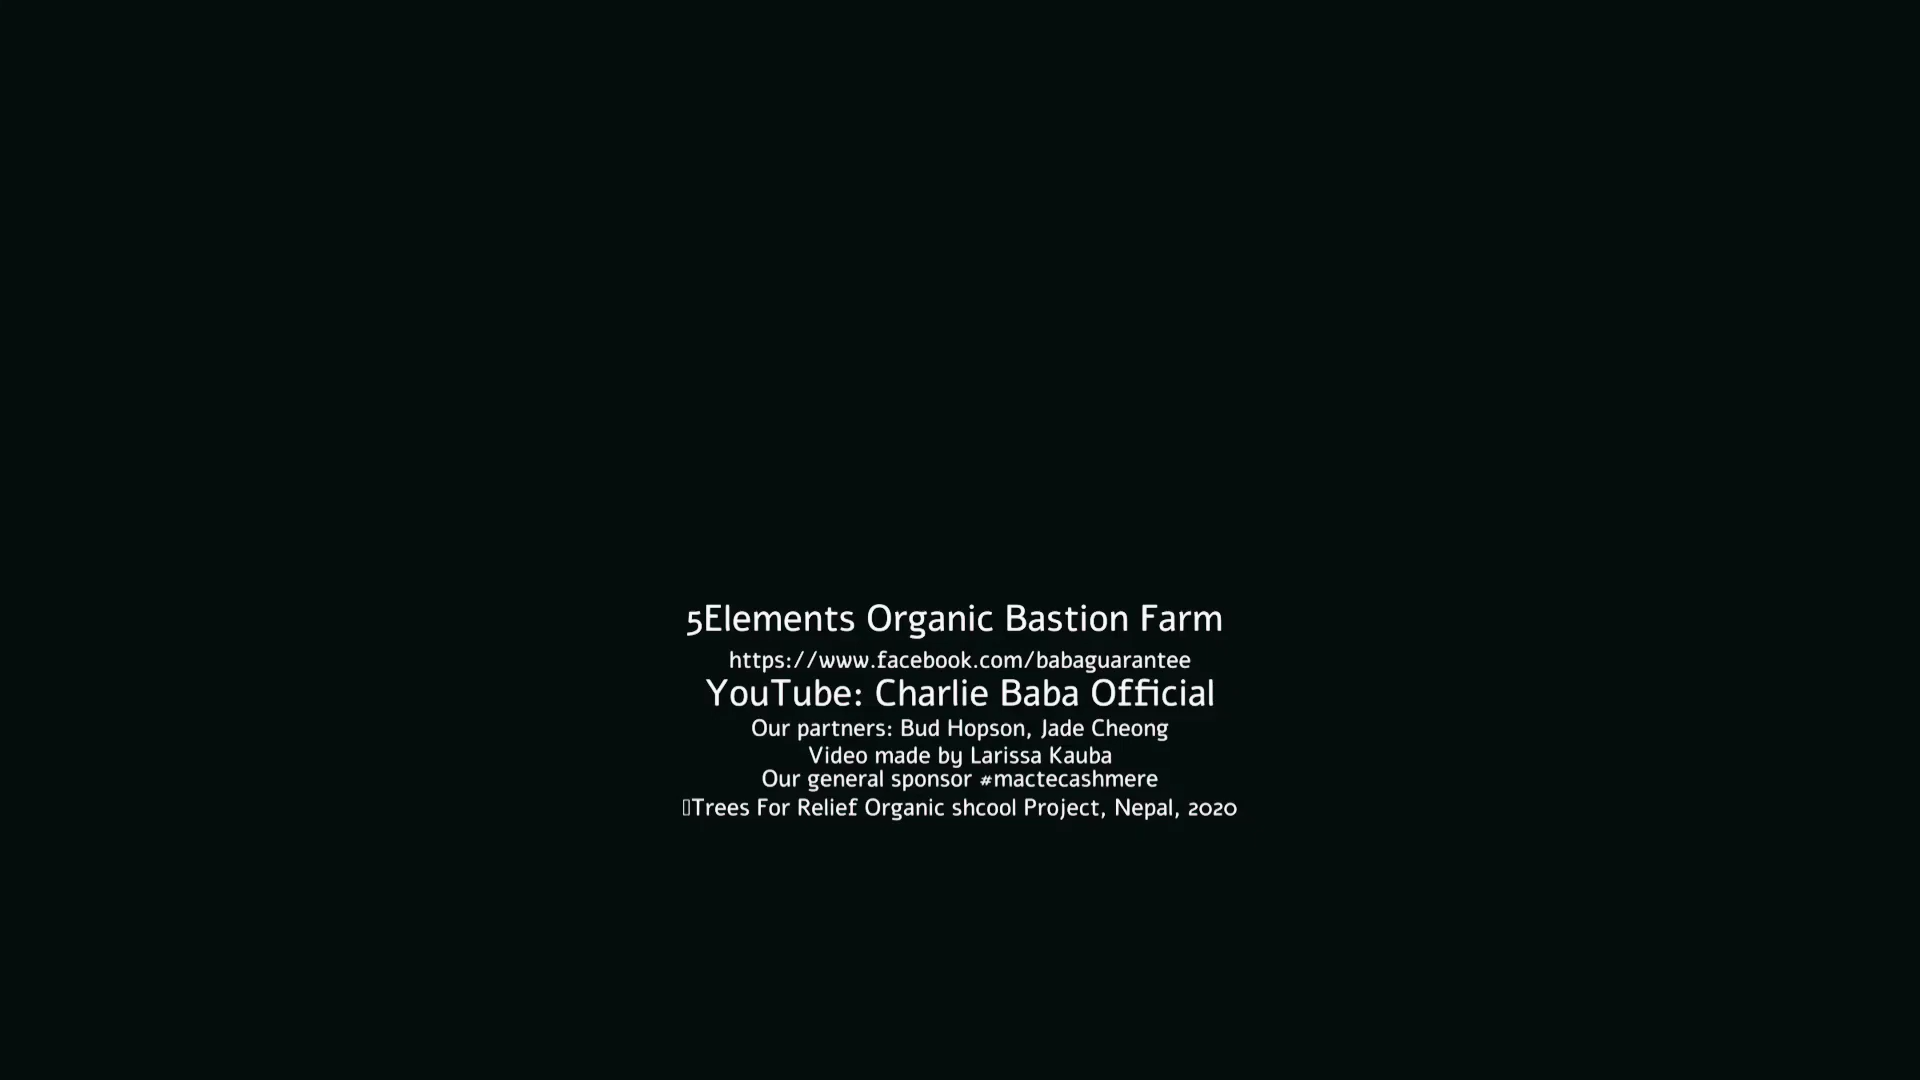 5Elements Organic Bastion Farm
https://www.facebook.com/babaguarantee
YouTube: Charlie Baba Official
Our partners: Bud Hopson, Jade Cheong
Video made by Larissa Kauba
Our general sponsor #mactecashmere
Trees For Relief Organic shcool Project, Nepal, 2020